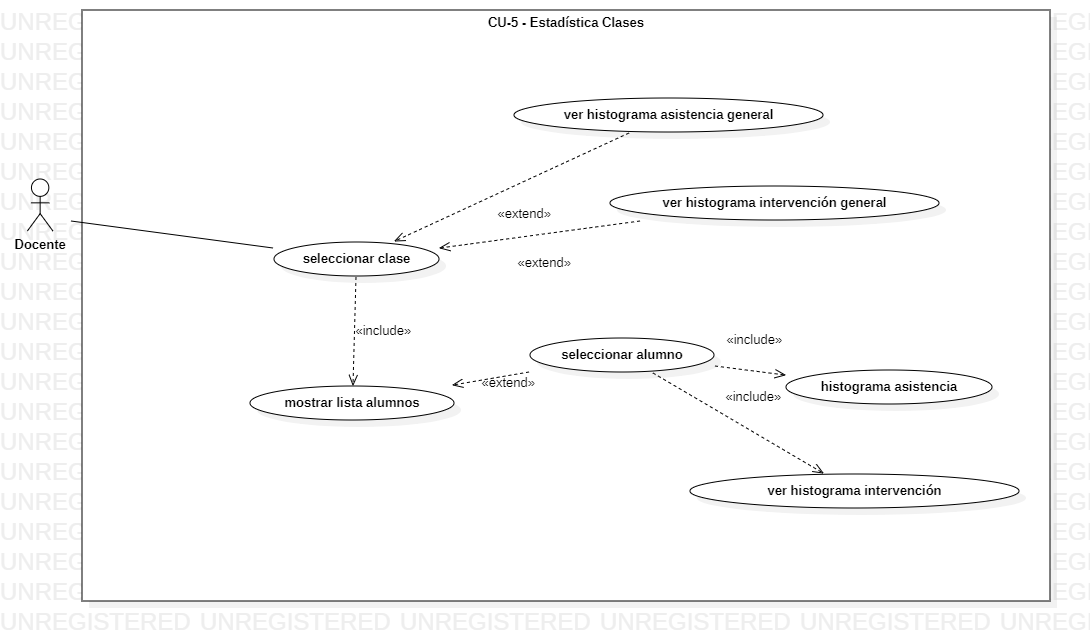 CU-5 - Estadística Clases
ver histograma asistencia general
ver histograma intervención general
«extend»
Docente
seleccionar clase
«extend»
«include»
«include»
seleccionar alumno
«extend»
histograma asistencia
«include»
mostrar lista alumnos
ver histograma intervención
UNREGISTERED UNREGISTERED UNREGISTERED UNREGISTERED UNREGISTERED